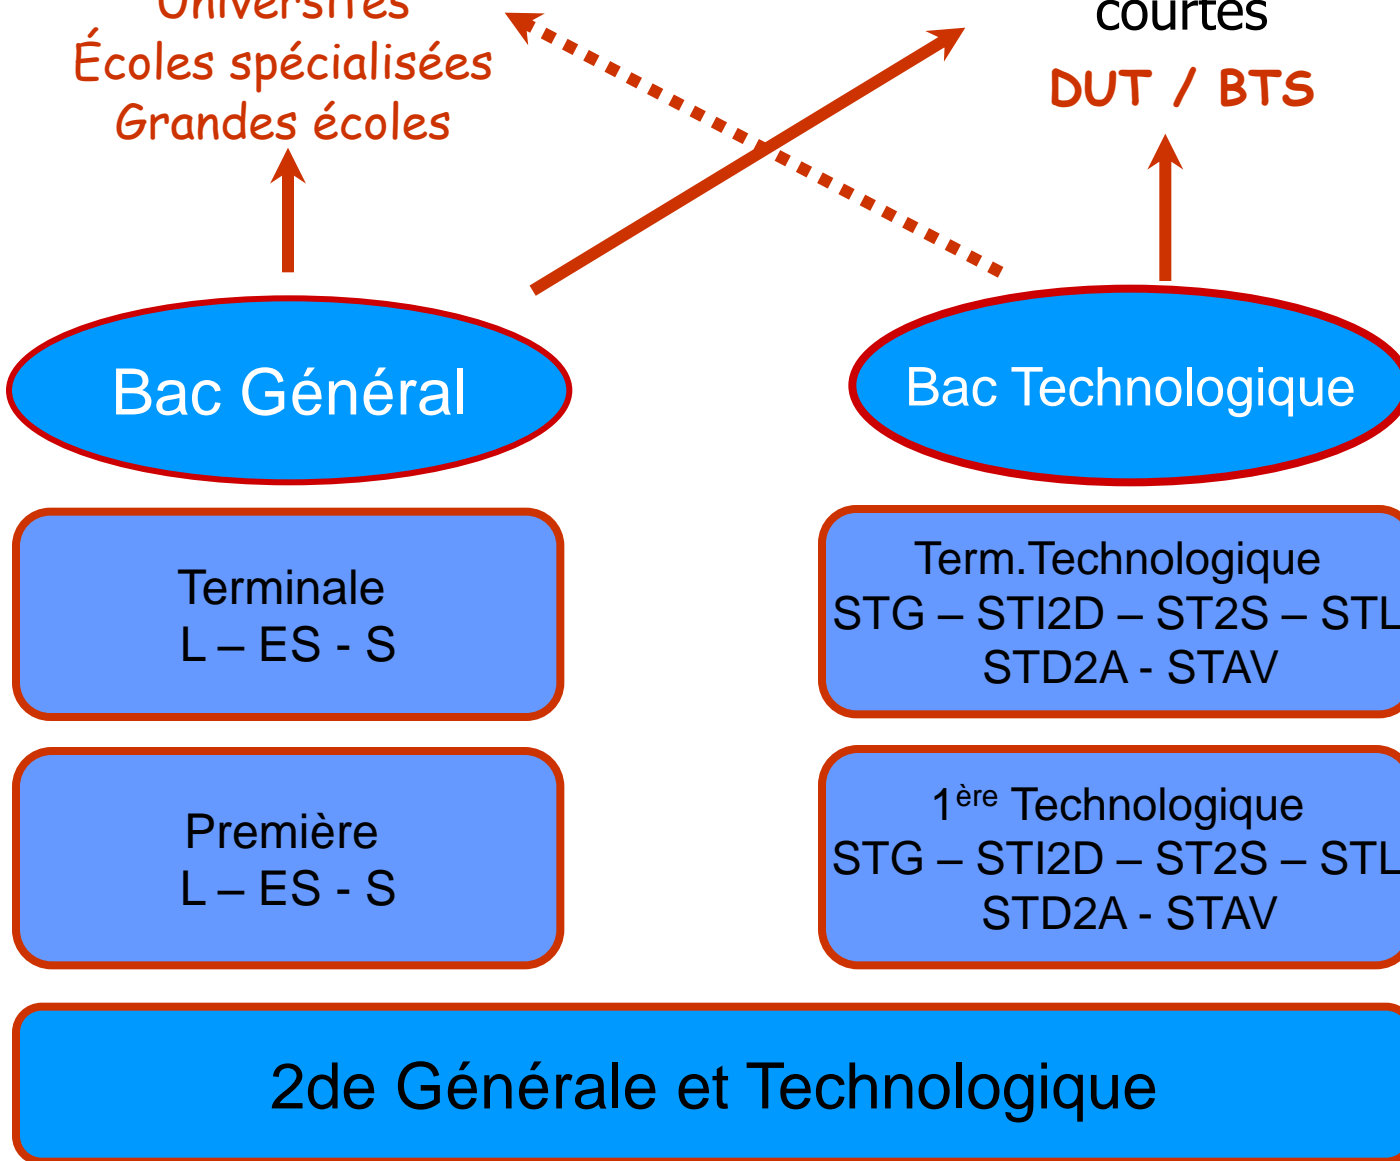 Universités
Écoles spécialisées
Grandes écoles
courtes
DUT / BTS
Bac Général
Bac Technologique
Terminale
L – ES - S
Term.Technologique
STG – STI2D – ST2S – STL
STD2A - STAV
Première
L – ES - S
1ère Technologique
STG – STI2D – ST2S – STL
STD2A - STAV
2de Générale et Technologique